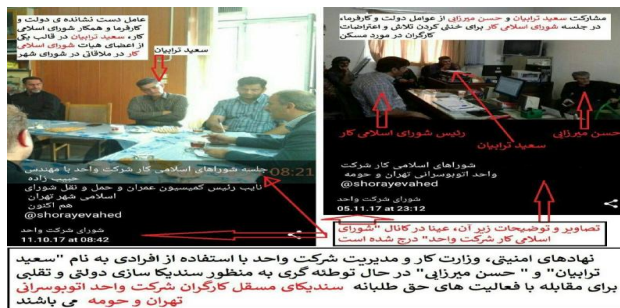 عامل دست نشانده ی دولت و
کارفرما و همکار شورای اسلامی
کار، سعید ترابیان در قالب یکی
از اعضای هیات شورای اسلامی
کار در ملاقاتی در شورای شهر
سعید ترابیان
جلسه شوراهای اسلامی کار شرکت واحد با مهندس
حبیب زاده
نایب رئیس کمیسیون عمران و حمل و نقل شورای
اسلامی شهر تهران
هم اکنون
@shorayevahed
08:21
شورای شرکت واحد
11.10.17 at 08:42
مشارکت سعید ترابیان و حسن میرزایی از عوامل دولت و کارفرما،
در جلسه شورای اسلامی کار برای خنثی کردن تلاش و اعتراضات
کارگران در مورد مسکن
رئیس شورای اسلامی کار
سعید ترابیان
حسن میرزایی
شوراهای اسلامی کار شرکت
واحد اتوبوسرانی تهران و حومه
@shorayevahed
شورای شرکت واحد
05.11.17 at 23:12
تصاویر و توضیحات زیر آن، عینا در کانال "شورای
اسلامی کار شرکت واحد" درج شده است
نهادهای امنیتی، وزارت کار و مدیریت شرکت واحد با استفاده از افرادی به نام "سعید
ترابیان" و " حسن میرزایی" در حال توطئه گری به منظور سندیکا سازی دولتی و تقلبی
برای مقابله با فعالیت های حق طلبانه سندیکای مستقل کارگران شرکت واحد اتوبوسرانی
تهران و حومه می باشند